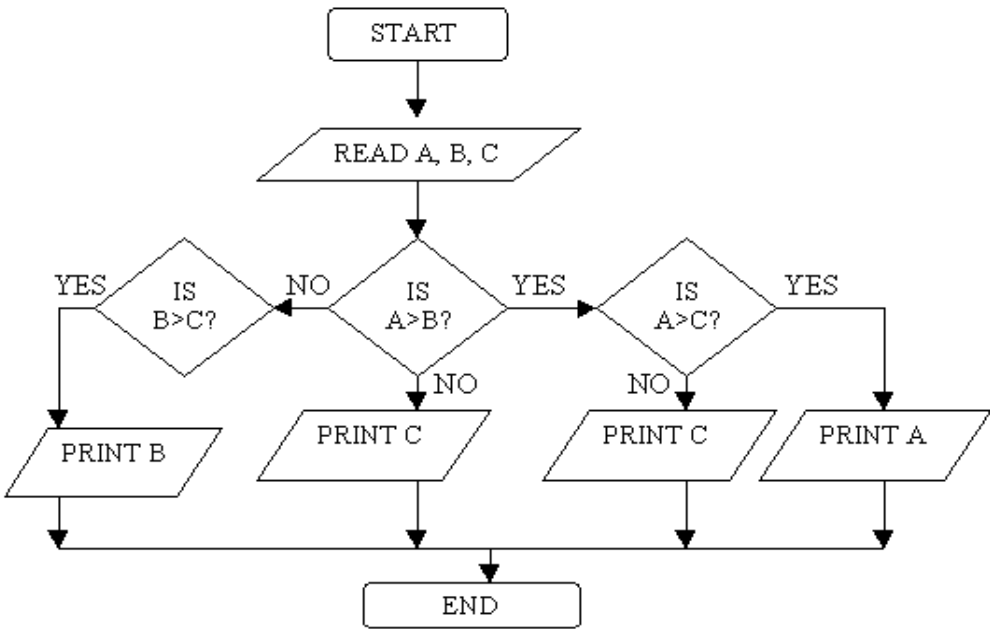 START
READ A, B, C
YES
IS
B>C?
NO
IS
A>B?
YES
IS
A>C?
YES
NO
NO
PRINT B
PRINT C
PRINT C
PRINT A
END